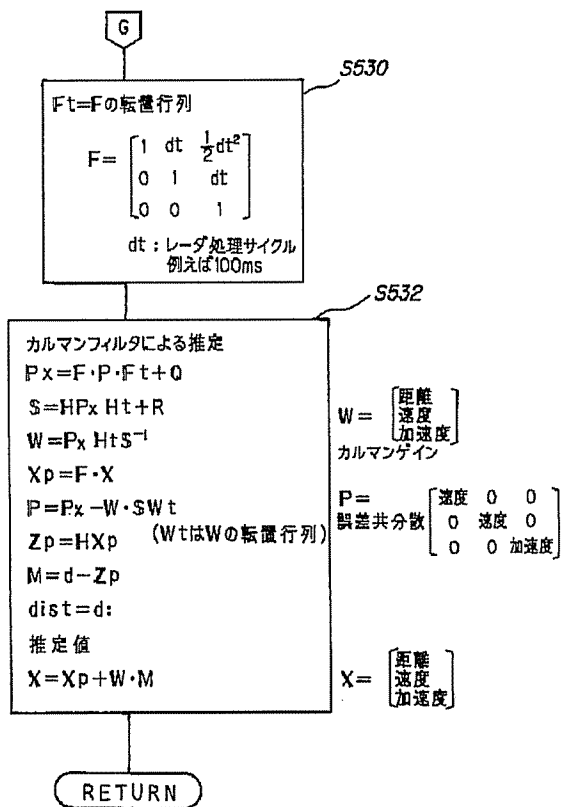 G
S530
Ft=Fの転置行列
F= [1 dt 1/2dt²
0 1 dt
0 0 1]
dt:レーダ処理サイクル
例えば100ms
S532
カルマンフィルタによる推定
Px=F・P・Ft+Q
S=HPx Ht+R
W=Px HtS⁻¹
Xp=F・X
P=Px-W・SWt
(WtはWの転置行列)
Zp=HXp
M=d-Zp
dist=d:
推定値
X=Xp+W・M
W= [距離
速度
加速度]
カルマンゲイン
P=
誤差共分散
[速度 0 0
0 速度 0
0 0 加速度]
X= [距離
速度
加速度]
RETURN